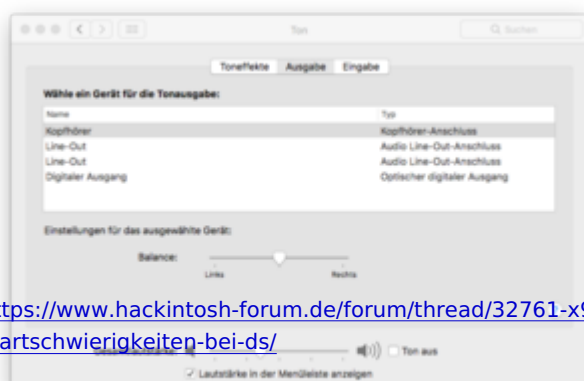 Ton
Suchen
Toneffekte Ausgabe Eingabe
Wähle ein Gerät für die Tonausgabe:
Name Typ
Kopfhörer Kopfhörer-Anschluss
Line-Out Audio Line-Out-Anschluss
Line-Out Audio Line-Out-Anschluss
Digitaler Ausgang Optischer digitaler Ausgang
Einstellungen für das ausgewählte Gerät:
Balance:
Links Rechts
ttps://www.hackintosh-forum.de/forum/thread/32761-x9
artschwierigkeiten-bei-ds/
Ton aus
Lautstärke in der Menüleiste anzeigen